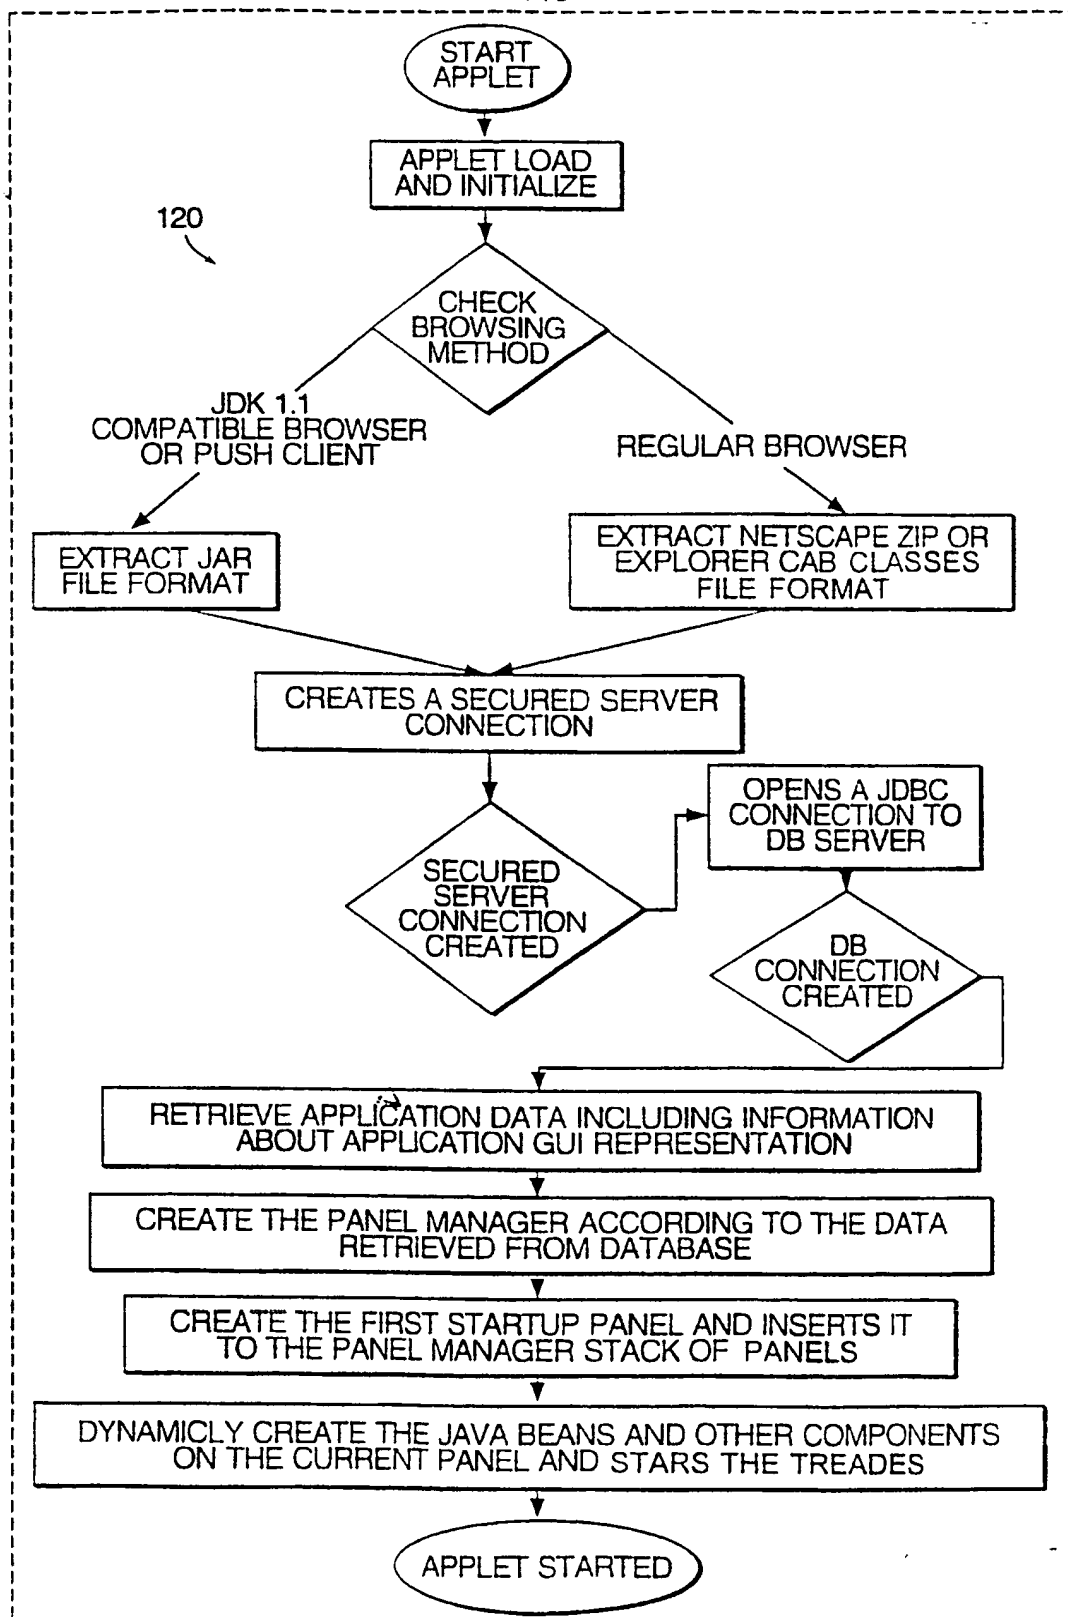 START
APPLET
APPLET LOAD
AND INITIALIZE
120
CHECK
BROWSING
METHOD
JDK 1.1
COMPATIBLE BROWSER
OR PUSH CLIENT
REGULAR BROWSER
EXTRACT JAR
FILE FORMAT
EXTRACT NETSCAPE ZIP OR
EXPLORER CAB CLASSES
FILE FORMAT
CREATES A SECURED SERVER
CONNECTION
OPENS A JDBC
CONNECTION TO
DB SERVER
SECURED
SERVER
CONNECTION
CREATED
DB
CONNECTION
CREATED
RETRIEVE APPLICATION DATA INCLUDING INFORMATION
ABOUT APPLICATION GUI REPRESENTATION
CREATE THE PANEL MANAGER ACCORDING TO THE DATA
RETRIEVED FROM DATABASE
CREATE THE FIRST STARTUP PANEL AND INSERTS IT
TO THE PANEL MANAGER STACK OF PANELS
DYNAMICLY CREATE THE JAVA BEANS AND OTHER COMPONENTS
ON THE CURRENT PANEL AND STARS THE TREADES
APPLET STARTED